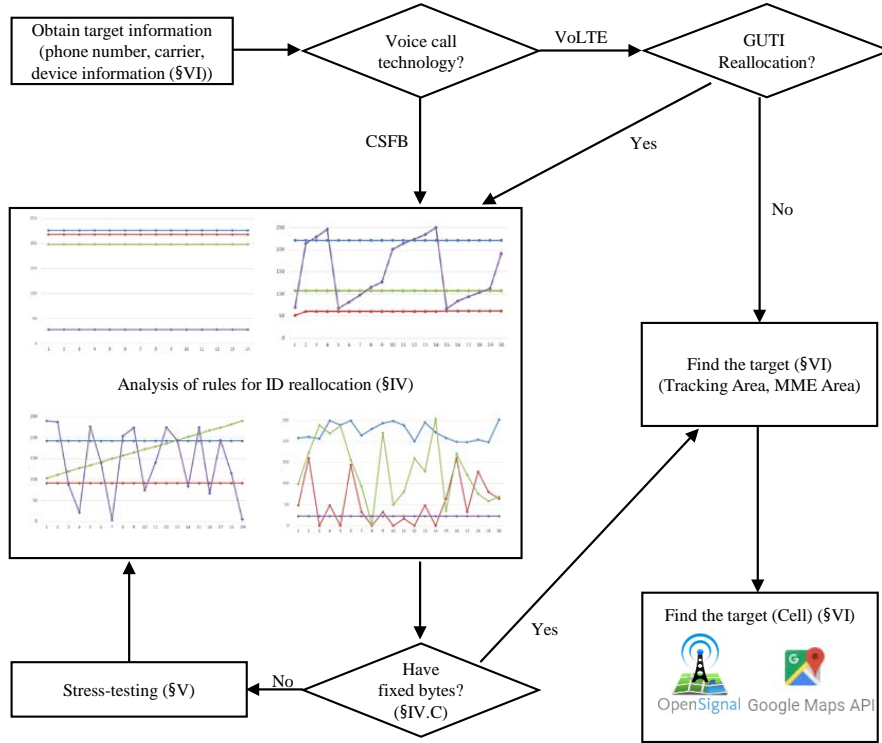 Obtain target information
(phone number, carrier,
device information (§VI))
Voice call
technology?
VoLTE
GUTI
Reallocation?
CSFB
Yes
No
Analysis of rules for ID reallocation (§IV)
Find the target (§VI)
(Tracking Area, MME Area)
Yes
Have
fixed bytes?
(§IV.C)
No
Stress-testing (§V)
Find the target (Cell) (§VI)
G
OpenSignal
Google Maps API